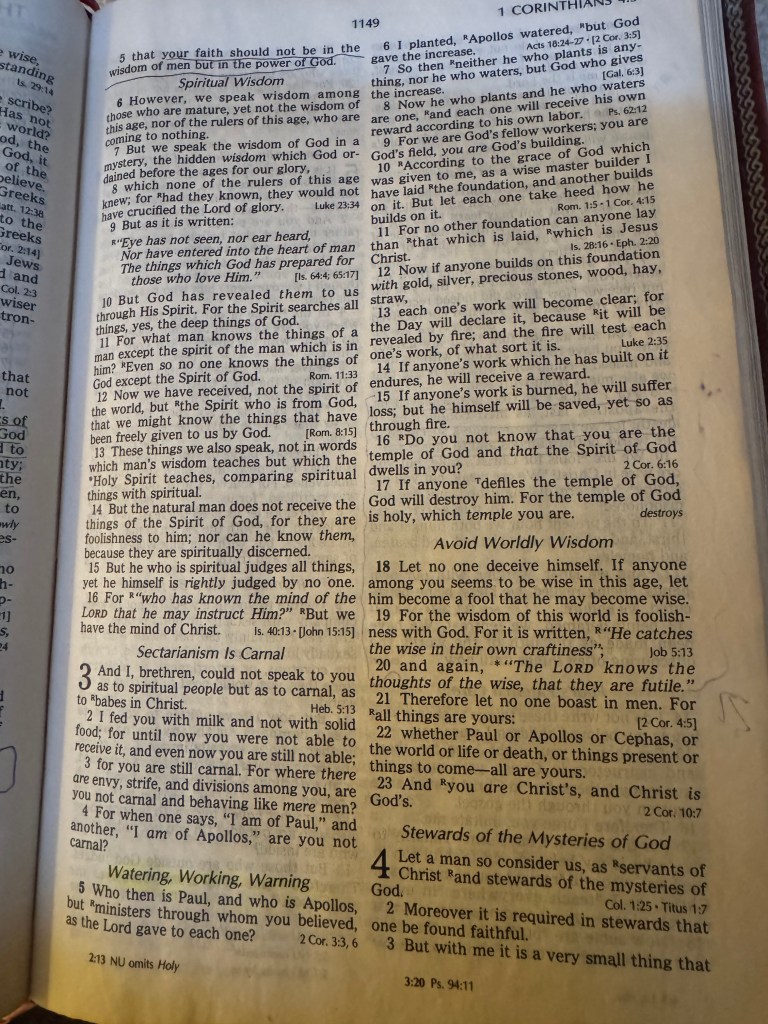 wise,
standing
Is. 29:14
scribe?
Has not
world?
od, the
God, it
of the
believe.
Greeks
att. 12:38
to the
Greeks
or. 2:14]
Jews
d and
Col. 2:3
wiser
tron-
that
not
s of
God
to
nty;
the
en,
to
owly
es-
no
h-
p-
1]
s,
24
1149
1 CORINTHIANS
5 that your faith should not be in the
wisdom of men but in the power of God.
Spiritual Wisdom
6 However, we speak wisdom among
those who are mature, yet not the wisdom of
this age, nor of the rulers of this age, who are
coming to nothing.
7 But we speak the wisdom of God in a
mystery, the hidden wisdom which God or-
dained before the ages for our glory,
8 which none of the rulers of this age
knew; for ᴿhad they known, they would not
have crucified the Lord of glory. Luke 23:34
9 But as it is written:
ᴿ"Eye has not seen, nor ear heard,
Nor have entered into the heart of man
The things which God has prepared for
those who love Him." [Is. 64:4; 65:17]
10 But God has revealed them to us
through His Spirit. For the Spirit searches all
things, yes, the deep things of God.
11 For what man knows the things of a
man except the spirit of the man which is in
him? ᴿEven so no one knows the things of
God except the Spirit of God. Rom. 11:33
12 Now we have received, not the spirit of
the world, but ᴿthe Spirit who is from God,
that we might know the things that have
been freely given to us by God. [Rom. 8:15]
13 These things we also speak, not in words
which man's wisdom teaches but which the
*Holy Spirit teaches, comparing spiritual
things with spiritual.
14 But the natural man does not receive the
things of the Spirit of God, for they are
foolishness to him; nor can he know them,
because they are spiritually discerned.
15 But he who is spiritual judges all things,
yet he himself is rightly judged by no one.
16 For ᴿ"who has known the mind of the
LORD that he may instruct Him?" ᴿBut we
have the mind of Christ. Is. 40:13 • [John 15:15]
Sectarianism Is Carnal
3 And I, brethren, could not speak to you
as to spiritual people but as to carnal, as
to ᴿbabes in Christ. Heb. 5:13
2 I fed you with milk and not with solid
food; for until now you were not able to
receive it, and even now you are still not able;
3 for you are still carnal. For where there
are envy, strife, and divisions among you, are
you not carnal and behaving like mere men?
4 For when one says, "I am of Paul," and
another, "I am of Apollos," are you not
carnal?
Watering, Working, Warning
5 Who then is Paul, and who is Apollos,
but ᴿministers through whom you believed,
as the Lord gave to each one? 2 Cor. 3:3, 6
2:13 NU omits Holy
6 I planted, ᴿApollos watered, ᴿbut God
gave the increase. Acts 18:24-27 • [2 Cor. 3:5]
7 So then ᴿneither he who plants is any-
thing, nor he who waters, but God who gives
the increase. [Gal. 6:3]
8 Now he who plants and he who waters
are one, ᴿand each one will receive his own
reward according to his own labor. Ps. 62:12
9 For we are God's fellow workers; you are
God's field, you are God's building.
10 ᴿAccording to the grace of God which
was given to me, as a wise master builder I
have laid ᴿthe foundation, and another builds
on it. But let each one take heed how he
builds on it. Rom. 1:5 • 1 Cor. 4:15
11 For no other foundation can anyone lay
than ᴿthat which is laid, ᴿwhich is Jesus
Christ. Is. 28:16 • Eph. 2:20
12 Now if anyone builds on this foundation
with gold, silver, precious stones, wood, hay,
straw,
13 each one's work will become clear; for
the Day will declare it, because ᴿit will be
revealed by fire; and the fire will test each
one's work, of what sort it is. Luke 2:35
14 If anyone's work which he has built on it
endures, he will receive a reward.
15 If anyone's work is burned, he will suffer
loss; but he himself will be saved, yet so as
through fire.
16 ᴿDo you not know that you are the
temple of God and that the Spirit of God
dwells in you? 2 Cor. 6:16
17 If anyone ᵀdefiles the temple of God,
God will destroy him. For the temple of God
is holy, which temple you are. destroys
Avoid Worldly Wisdom
18 Let no one deceive himself. If anyone
among you seems to be wise in this age, let
him become a fool that he may become wise.
19 For the wisdom of this world is foolish-
ness with God. For it is written, ᴿ"He catches
the wise in their own craftiness"; Job 5:13
20 and again, *"The LORD knows the
thoughts of the wise, that they are futile."
21 Therefore let no one boast in men. For
ᴿall things are yours: [2 Cor. 4:5]
22 whether Paul or Apollos or Cephas, or
the world or life or death, or things present or
things to come—all are yours.
23 And ᴿyou are Christ's, and Christ is
God's. 2 Cor. 10:7
Stewards of the Mysteries of God
4 Let a man so consider us, as ᴿservants of
Christ ᴿand stewards of the mysteries of
God. Col. 1:25 • Titus 1:7
2 Moreover it is required in stewards that
one be found faithful.
3 But with me it is a very small thing that
3:20 Ps. 94:11